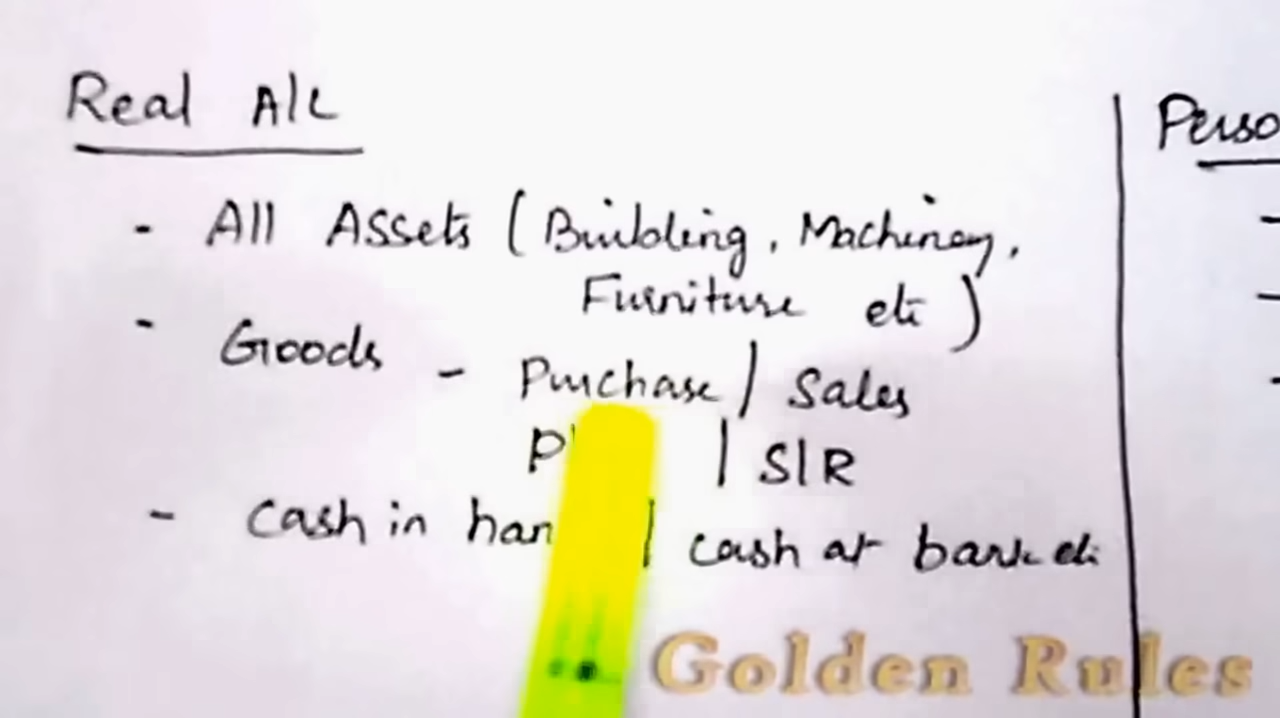 Real A/c
- All Assets (Building, Machinery,
Furniture etc)
- Goods - Purchase / Sales
| S/R
- Cash in / cash at bank etc
Perso
Golden Rules